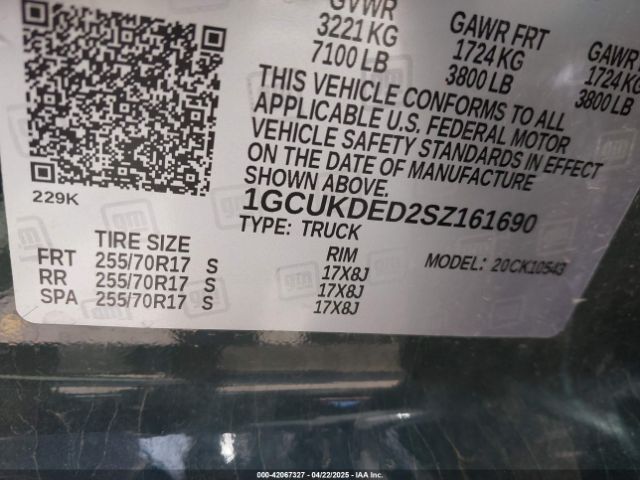 GVWR
3221 KG
7100 LB
GAWR FRT
1724 KG
3800 LB
GAWR
1724 KG
3800 LB
THIS VEHICLE CONFORMS TO ALL
APPLICABLE U.S. FEDERAL MOTOR
VEHICLE SAFETY STANDARDS IN EFFECT
ON THE DATE OF MANUFACTURE
SHOWN ABOVE.
229K
1GCUKDED2SZ161690
TYPE: TRUCK
MODEL: 20CK10543
TIRE SIZE RIM
FRT 255/70R17 S 17X8J
RR 255/70R17 S 17X8J
SPA 255/70R17 S 17X8J
000-42067327 - 04/22/2025 - IAA Inc.